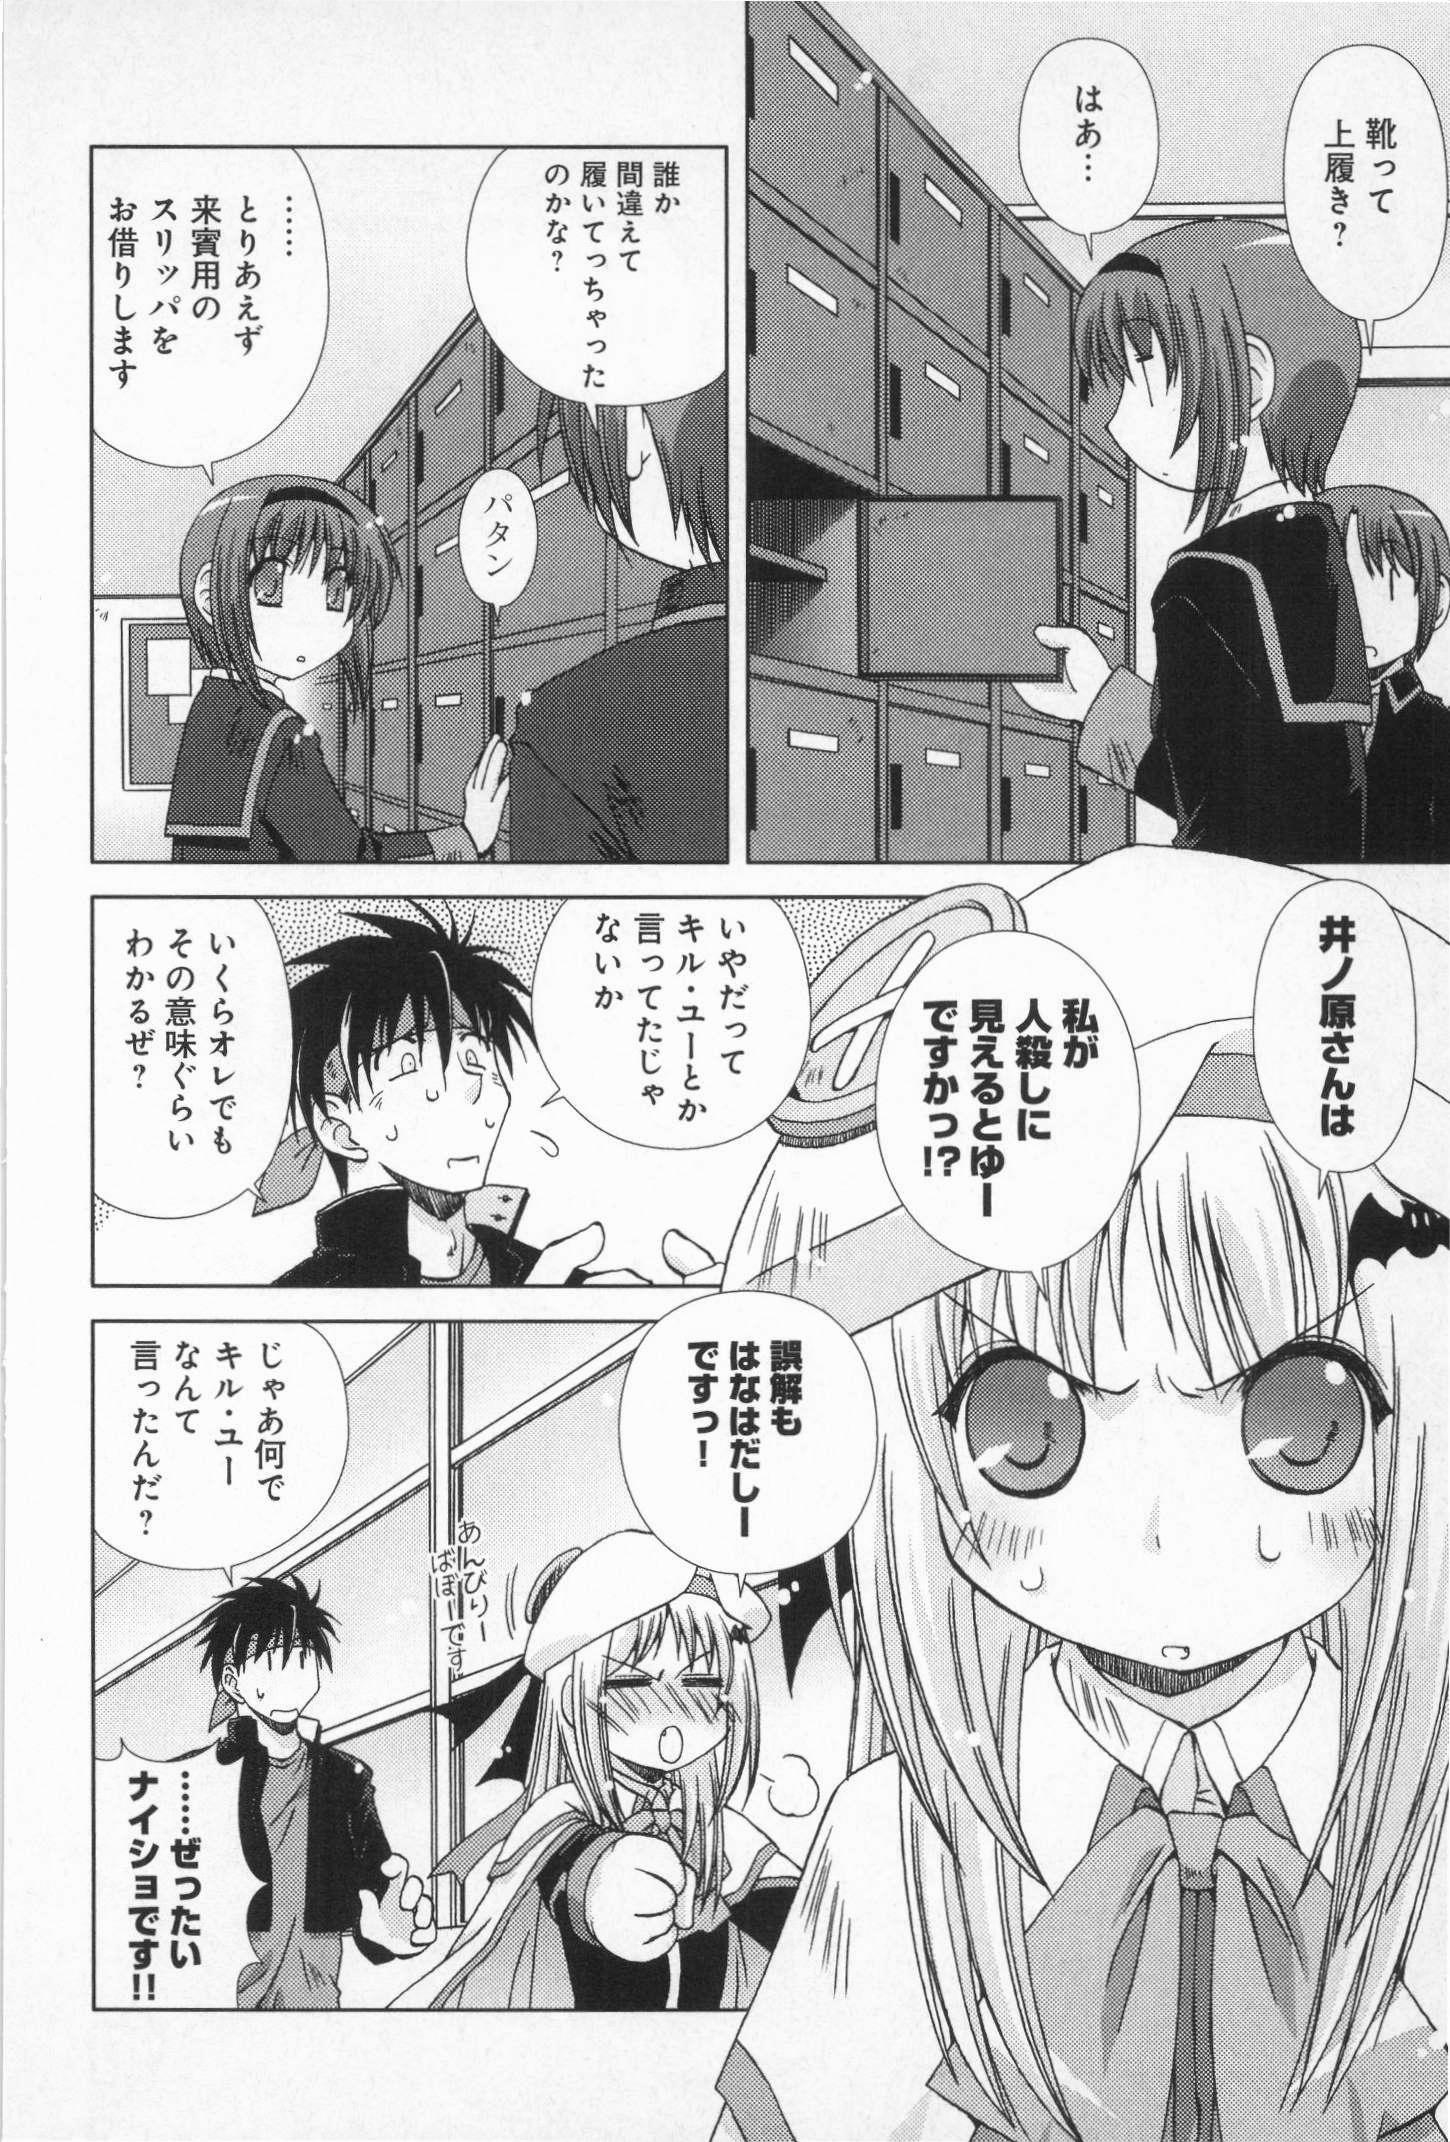 靴って
上履き？
はあ…
誰か
間違えて
履いてっちゃった
のかな？
パタン
……
とりあえず
来賓用の
スリッパを
お借りします
井ノ原さんは
私が
人殺しに
見えるとゆー
ですかっ!?
いやだって
キル・ユーとか
言ってたじゃ
ないか
いくらオレでも
その意味ぐらい
わかるぜ？
誤解も
はなはだしー
ですっ！
あんびりー
ばぼーです
じゃあ何で
キル・ユー
なんて
言ったんだ？
……ぜったい
ナイショです!!